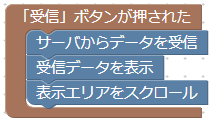 「受信」ボタンが押された
サーバからデータを受信
受信データを表示
表示エリアをスクロール